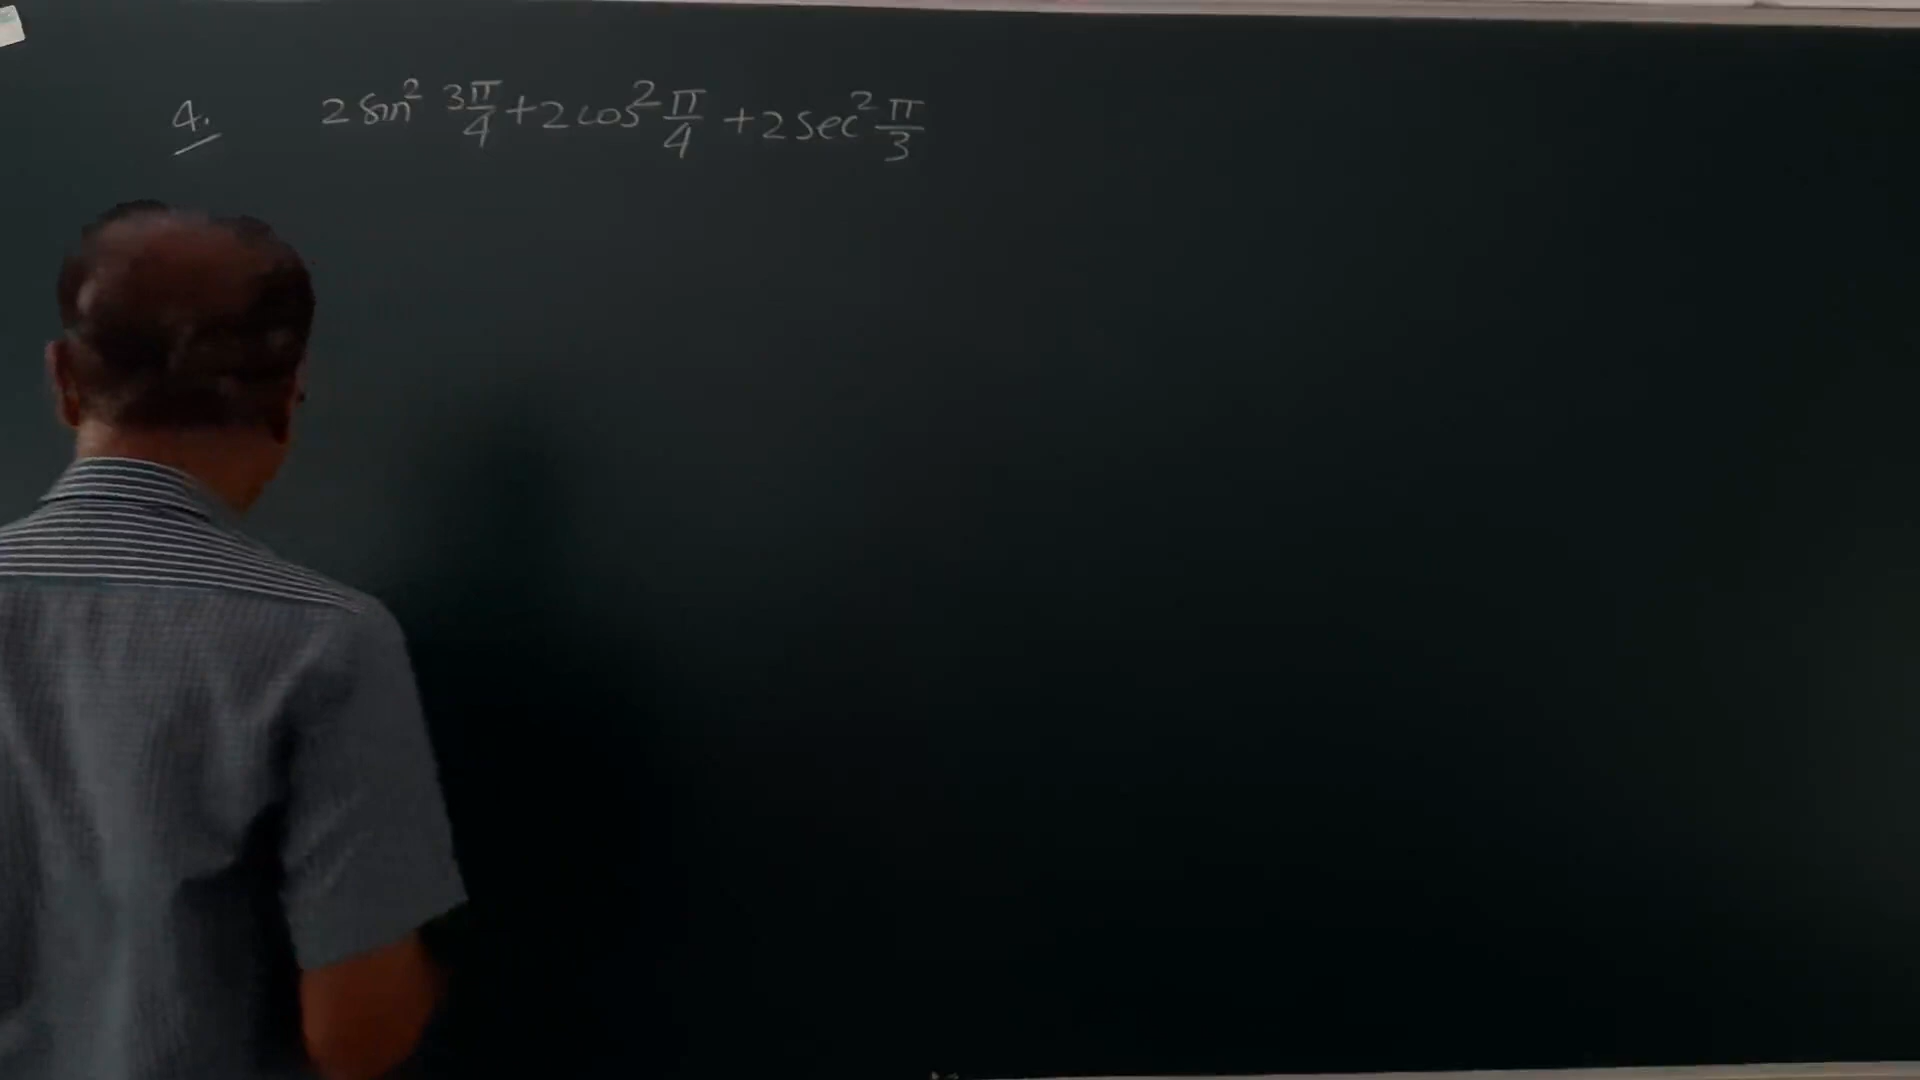 4. 2 sin² 3π/4 + 2 cos² π/4 + 2 sec² π/3